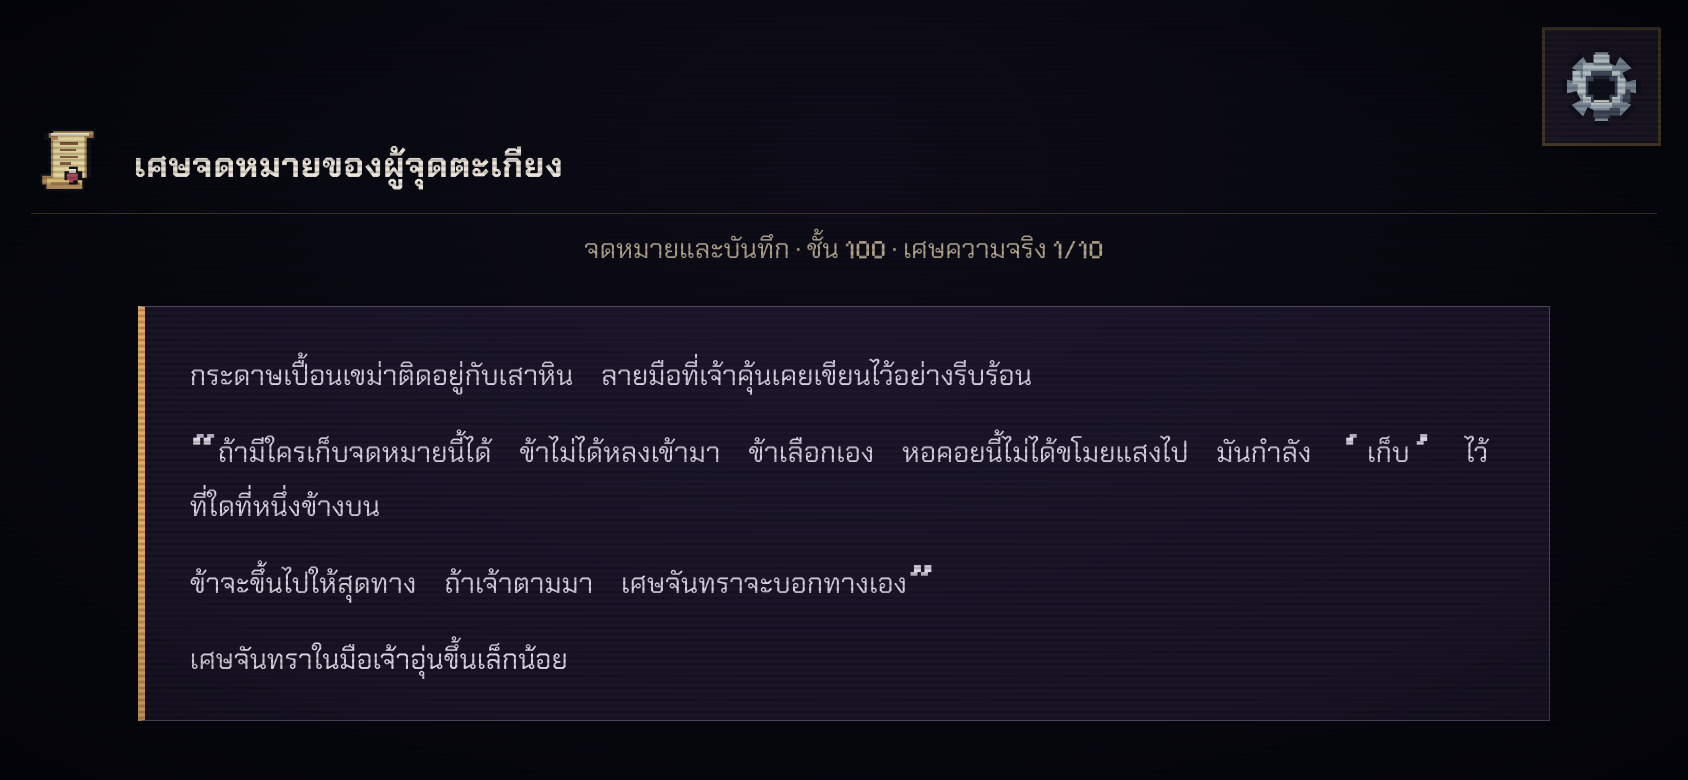 เศษจดหมายของผู้จุดตะเกียง
จดหมายและบันทึก · ชั้น 100 · เศษความจริง 1/10
กระดาษเปื้อนเขม่าติดอยู่กับเสาหิน ลายมือที่เจ้าคุ้นเคยเขียนไว้อย่างรีบร้อน
“ถ้ามีใครเก็บจดหมายนี้ได้ ข้าไม่ได้หลงเข้ามา ข้าเลือกเอง หอคอยนี้ไม่ได้ขโมยแสงไป มันกำลัง ‘เก็บ’ ไว้
ที่ใดที่หนึ่งข้างบน
ข้าจะขึ้นไปให้สุดทาง ถ้าเจ้าตามมา เศษจันทราจะบอกทางเอง”
เศษจันทราในมือเจ้าอุ่นขึ้นเล็กน้อย